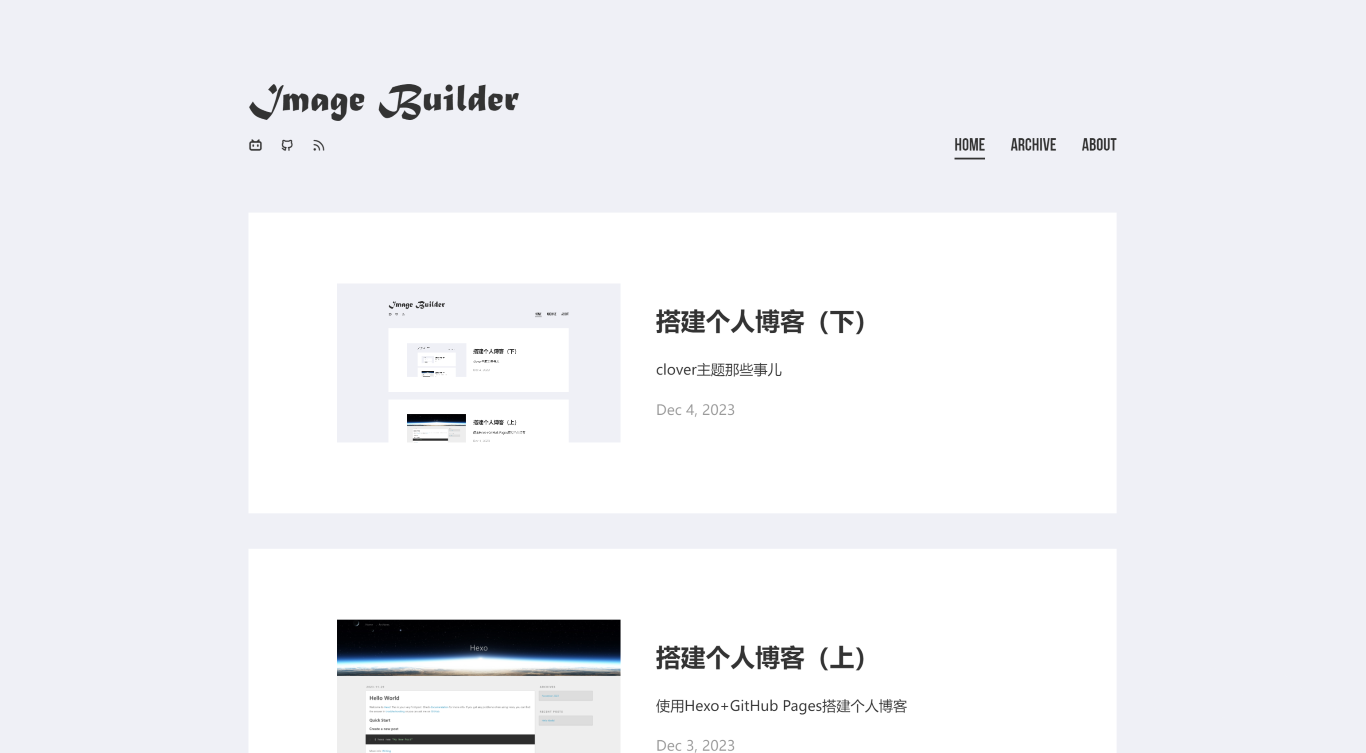 Image Builder
HOME ARCHIVE ABOUT
Image Builder
搭建个人博客（下）
搭建个人博客（上）
搭建个人博客（下）
clover主题那些事儿
Dec 4, 2023
Hexo
Hello World
Quick Start
Create a new post
搭建个人博客（上）
使用Hexo+GitHub Pages搭建个人博客
Dec 3, 2023